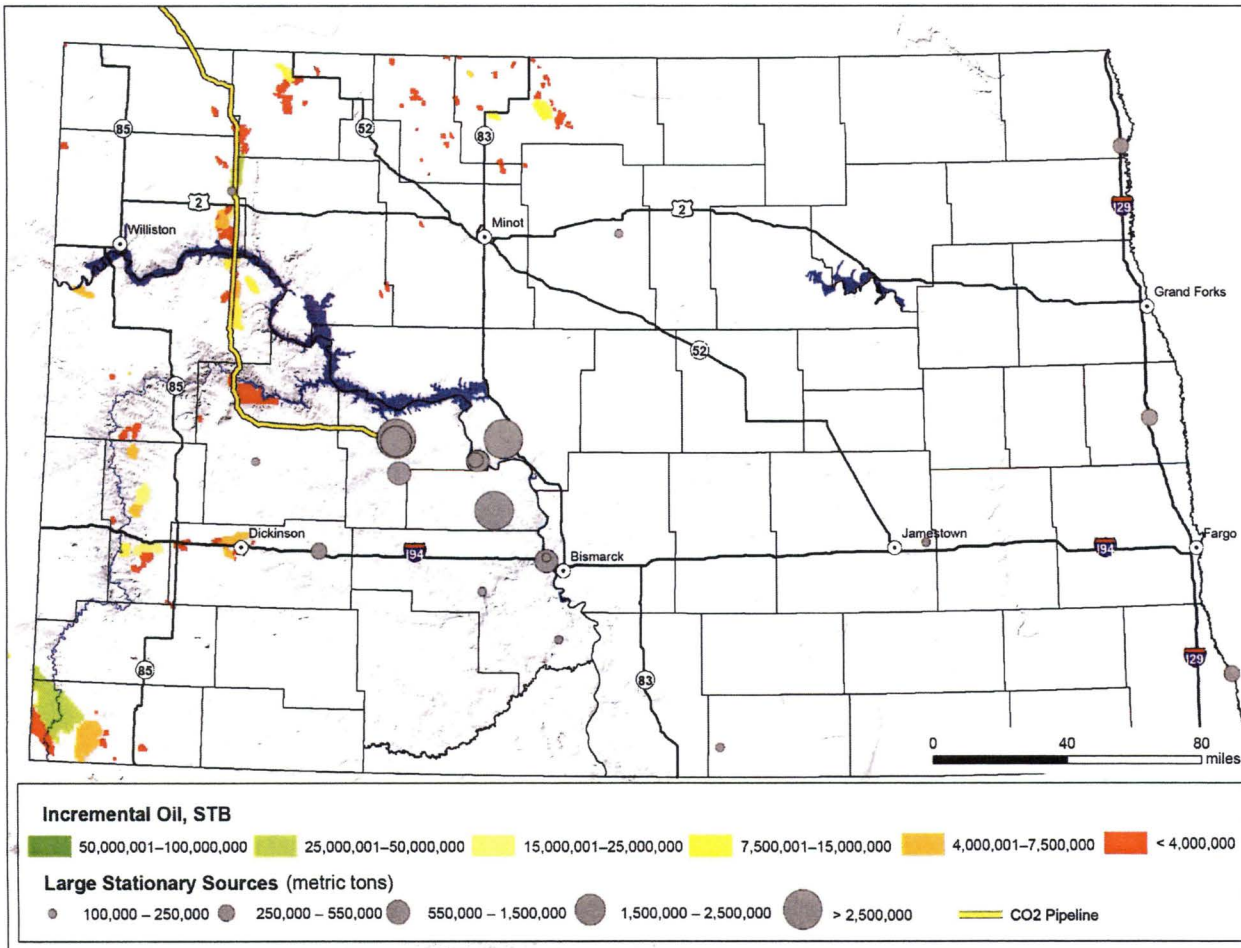 85
52
83
2
Williston
Minot
2
129
Grand Forks
52
85
Dickinson
194
Bismarck
Jamestown
194
Fargo
85
83
129
0 40 80
miles
Incremental Oil, STB
50,000,001–100,000,000 25,000,001–50,000,000 15,000,001–25,000,000 7,500,001–15,000,000 4,000,001–7,500,000 < 4,000,000
Large Stationary Sources (metric tons)
100,000 – 250,000 250,000 – 550,000 550,000 – 1,500,000 1,500,000 – 2,500,000 > 2,500,000 CO2 Pipeline